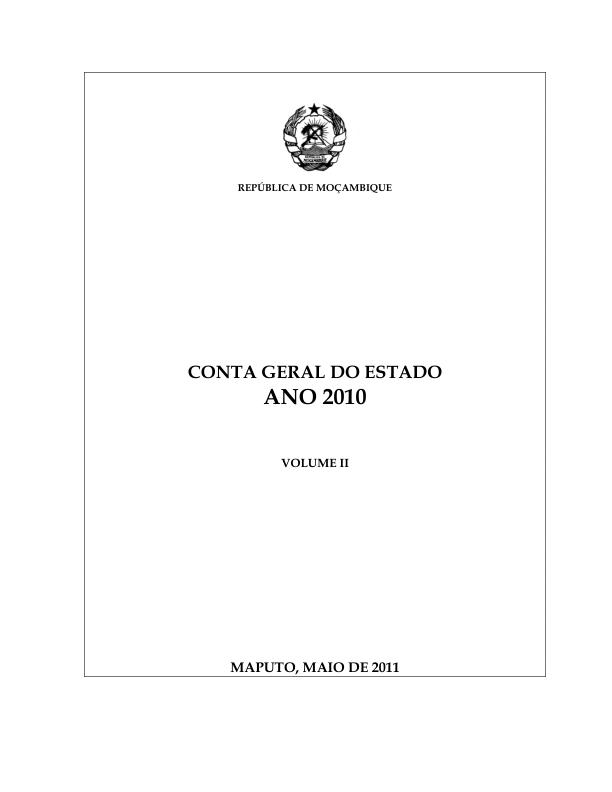 REPÚBLICA DE MOÇAMBIQUE
CONTA GERAL DO ESTADO
ANO 2010
VOLUME II
MAPUTO, MAIO DE 2011